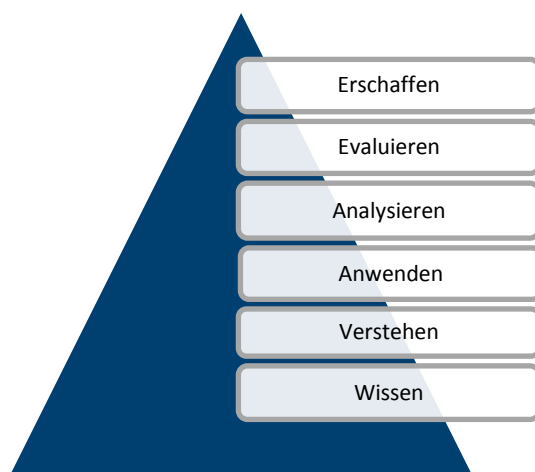 Erschaffen
Evaluieren
Analysieren
Anwenden
Verstehen
Wissen